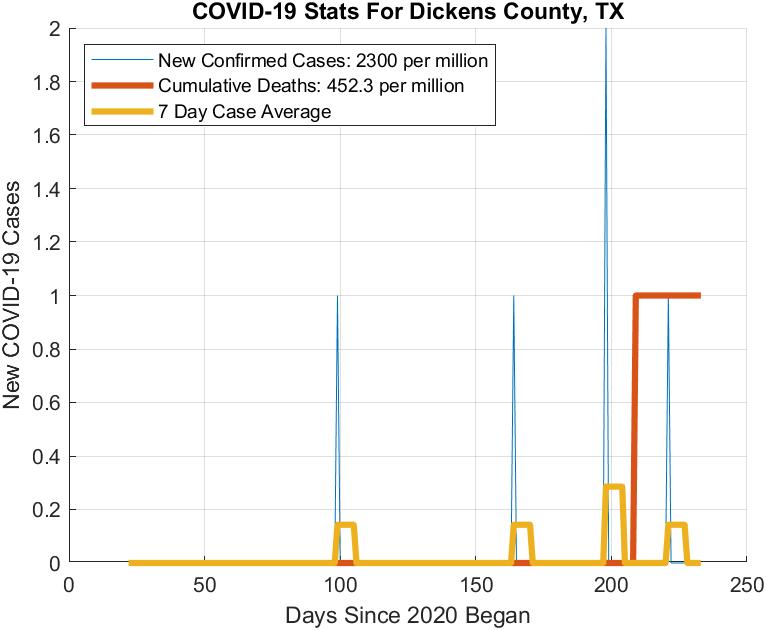 COVID-19 Stats For Dickens County, TX
New Confirmed Cases: 2300 per million
Cumulative Deaths: 452.3 per million
7 Day Case Average
New COVID-19 Cases
2
1.8
1.6
1.4
1.2
1
0.8
0.6
0.4
0.2
0
0 50 100 150 200 250
Days Since 2020 Began